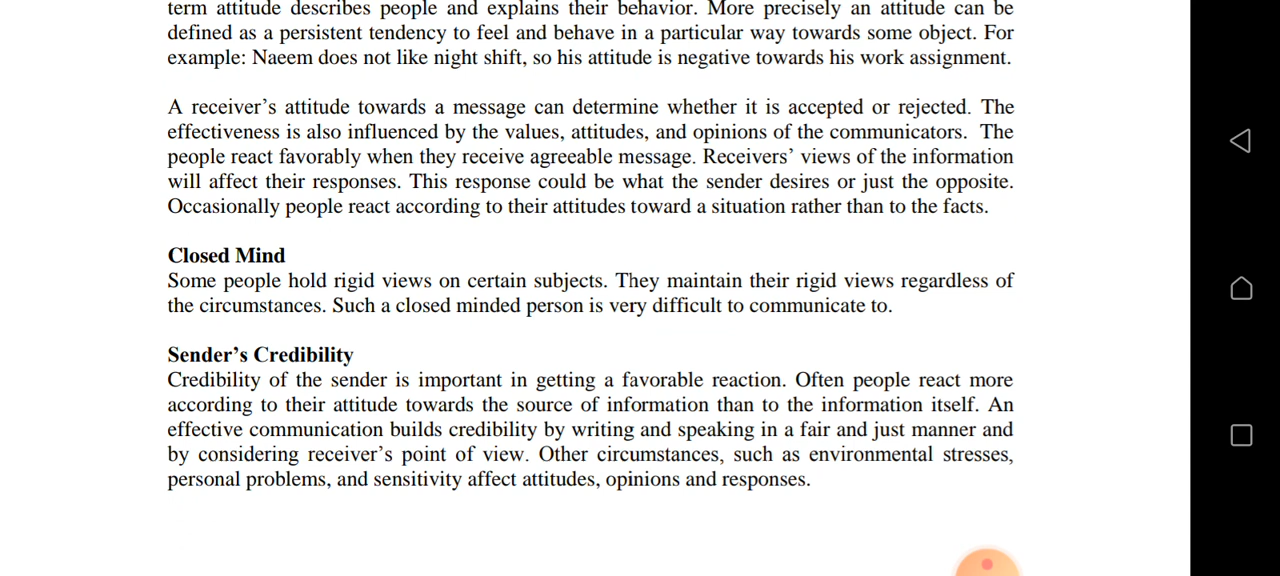 term attitude describes people and explains their behavior. More precisely an attitude can be
defined as a persistent tendency to feel and behave in a particular way towards some object. For
example: Naeem does not like night shift, so his attitude is negative towards his work assignment.
A receiver's attitude towards a message can determine whether it is accepted or rejected. The
effectiveness is also influenced by the values, attitudes, and opinions of the communicators. The
people react favorably when they receive agreeable message. Receivers' views of the information
will affect their responses. This response could be what the sender desires or just the opposite.
Occasionally people react according to their attitudes toward a situation rather than to the facts.
Closed Mind
Some people hold rigid views on certain subjects. They maintain their rigid views regardless of
the circumstances. Such a closed minded person is very difficult to communicate to.
Sender's Credibility
Credibility of the sender is important in getting a favorable reaction. Often people react more
according to their attitude towards the source of information than to the information itself. An
effective communication builds credibility by writing and speaking in a fair and just manner and
by considering receiver's point of view. Other circumstances, such as environmental stresses,
personal problems, and sensitivity affect attitudes, opinions and responses.